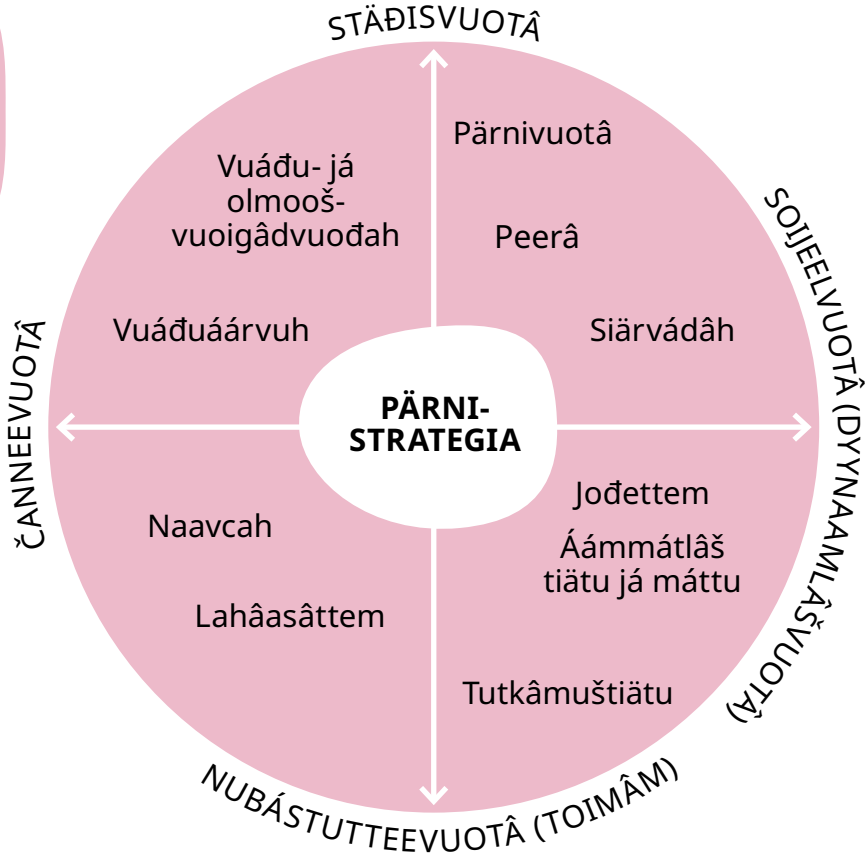 STÄĐISVUOTÂ
Pärnivuotâ
Vuáđu- já
olmooš-
vuoigâdvuođah
Peerâ
Vuáđuáárvuh
Siärvádâh
SOIJEELVUOTÂ (DYYNAAMLÂŠVUOTÂ)
ČANNEEVUOTÂ
PÄRNI-
STRATEGIA
Jođettem
Naavcah
Áámmátlâš
tiätu já máttu
Lahâasâttem
Tutkâmuštiätu
NUBÁSTUTTEEVUOTÂ (TOIMÂM)